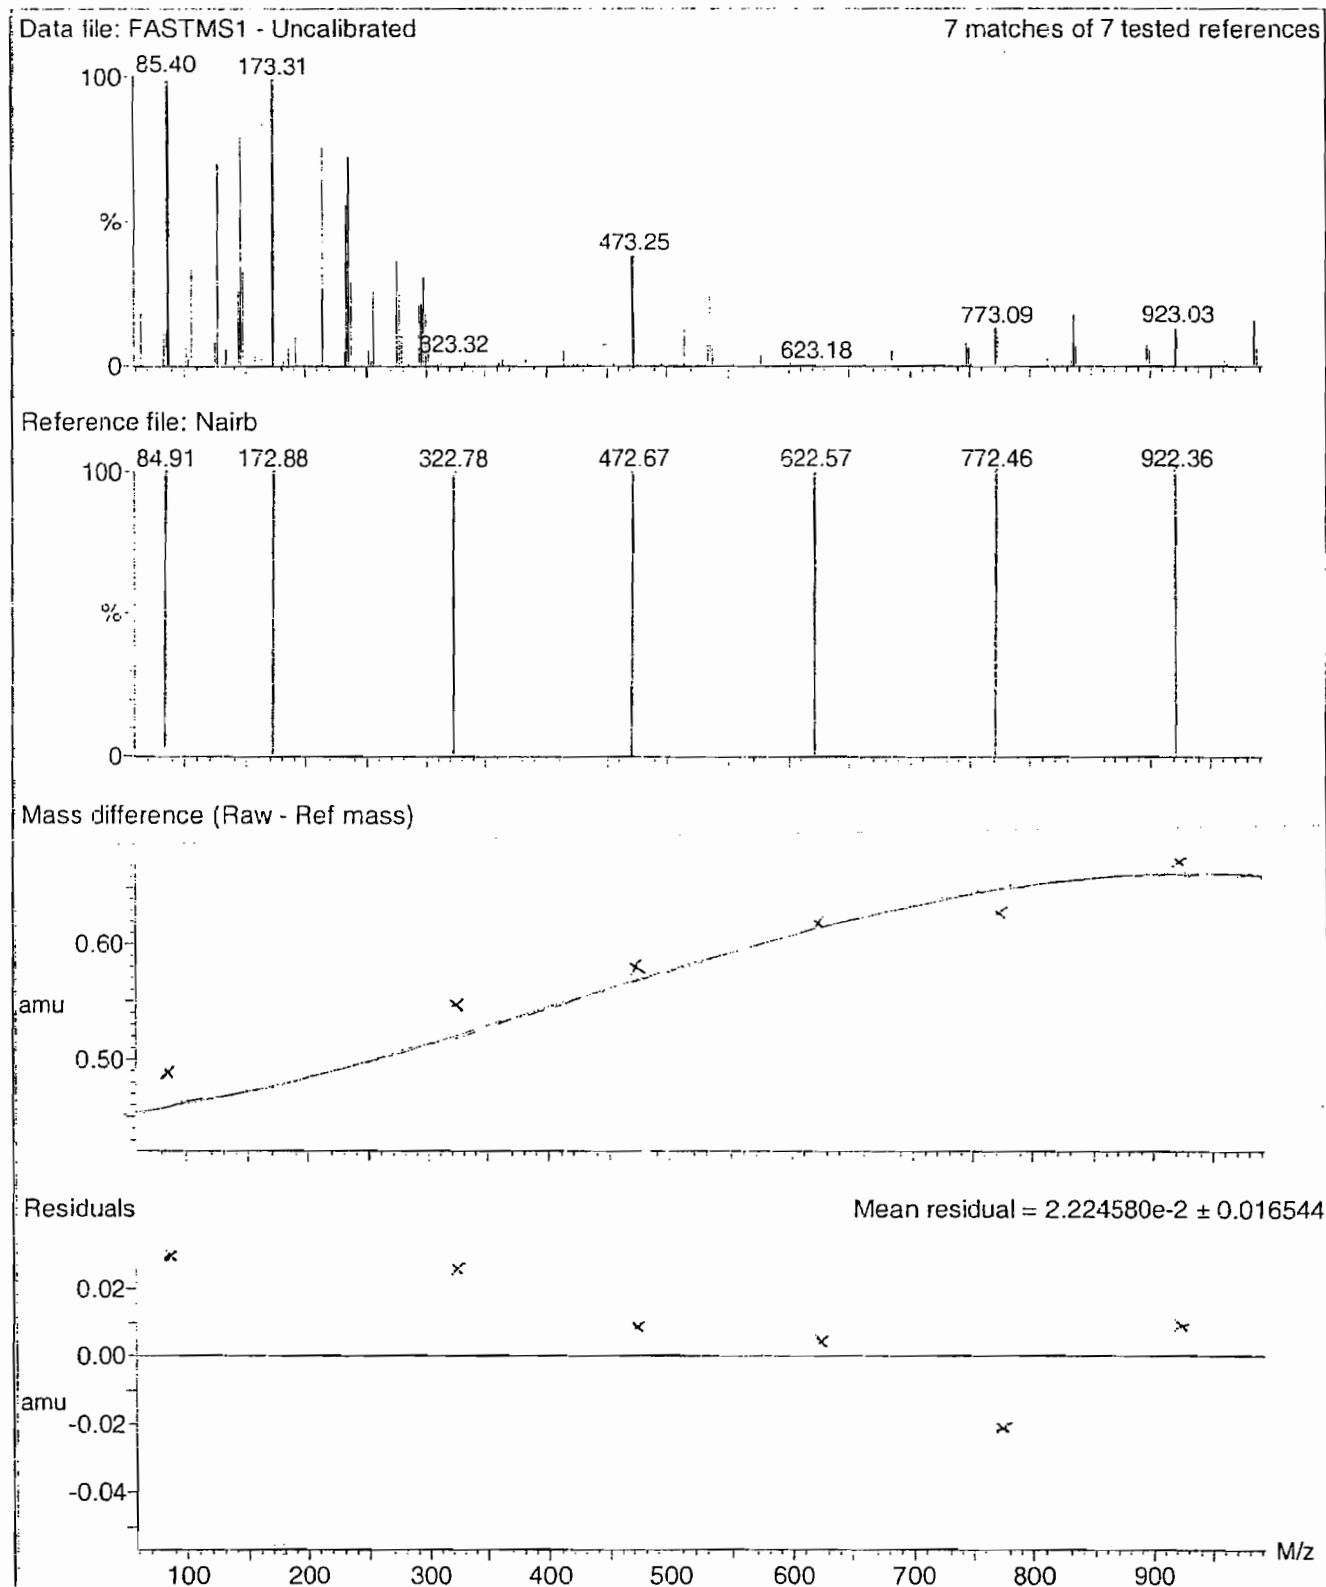 Data file: FASTMS1 - Uncalibrated 7 matches of 7 tested references
85.40 173.31
100
%
473.25
773.09 923.03
323.32 623.18
0
Reference file: Nairb
84.91 172.88 322.78 472.67 622.57 772.46 922.36
100
%
0
Mass difference (Raw - Ref mass)
0.60
amu
0.50
Residuals Mean residual = 2.224580e-2 ± 0.016544
0.02
0.00
amu
-0.02
-0.04
M/z
100 200 300 400 500 600 700 800 900